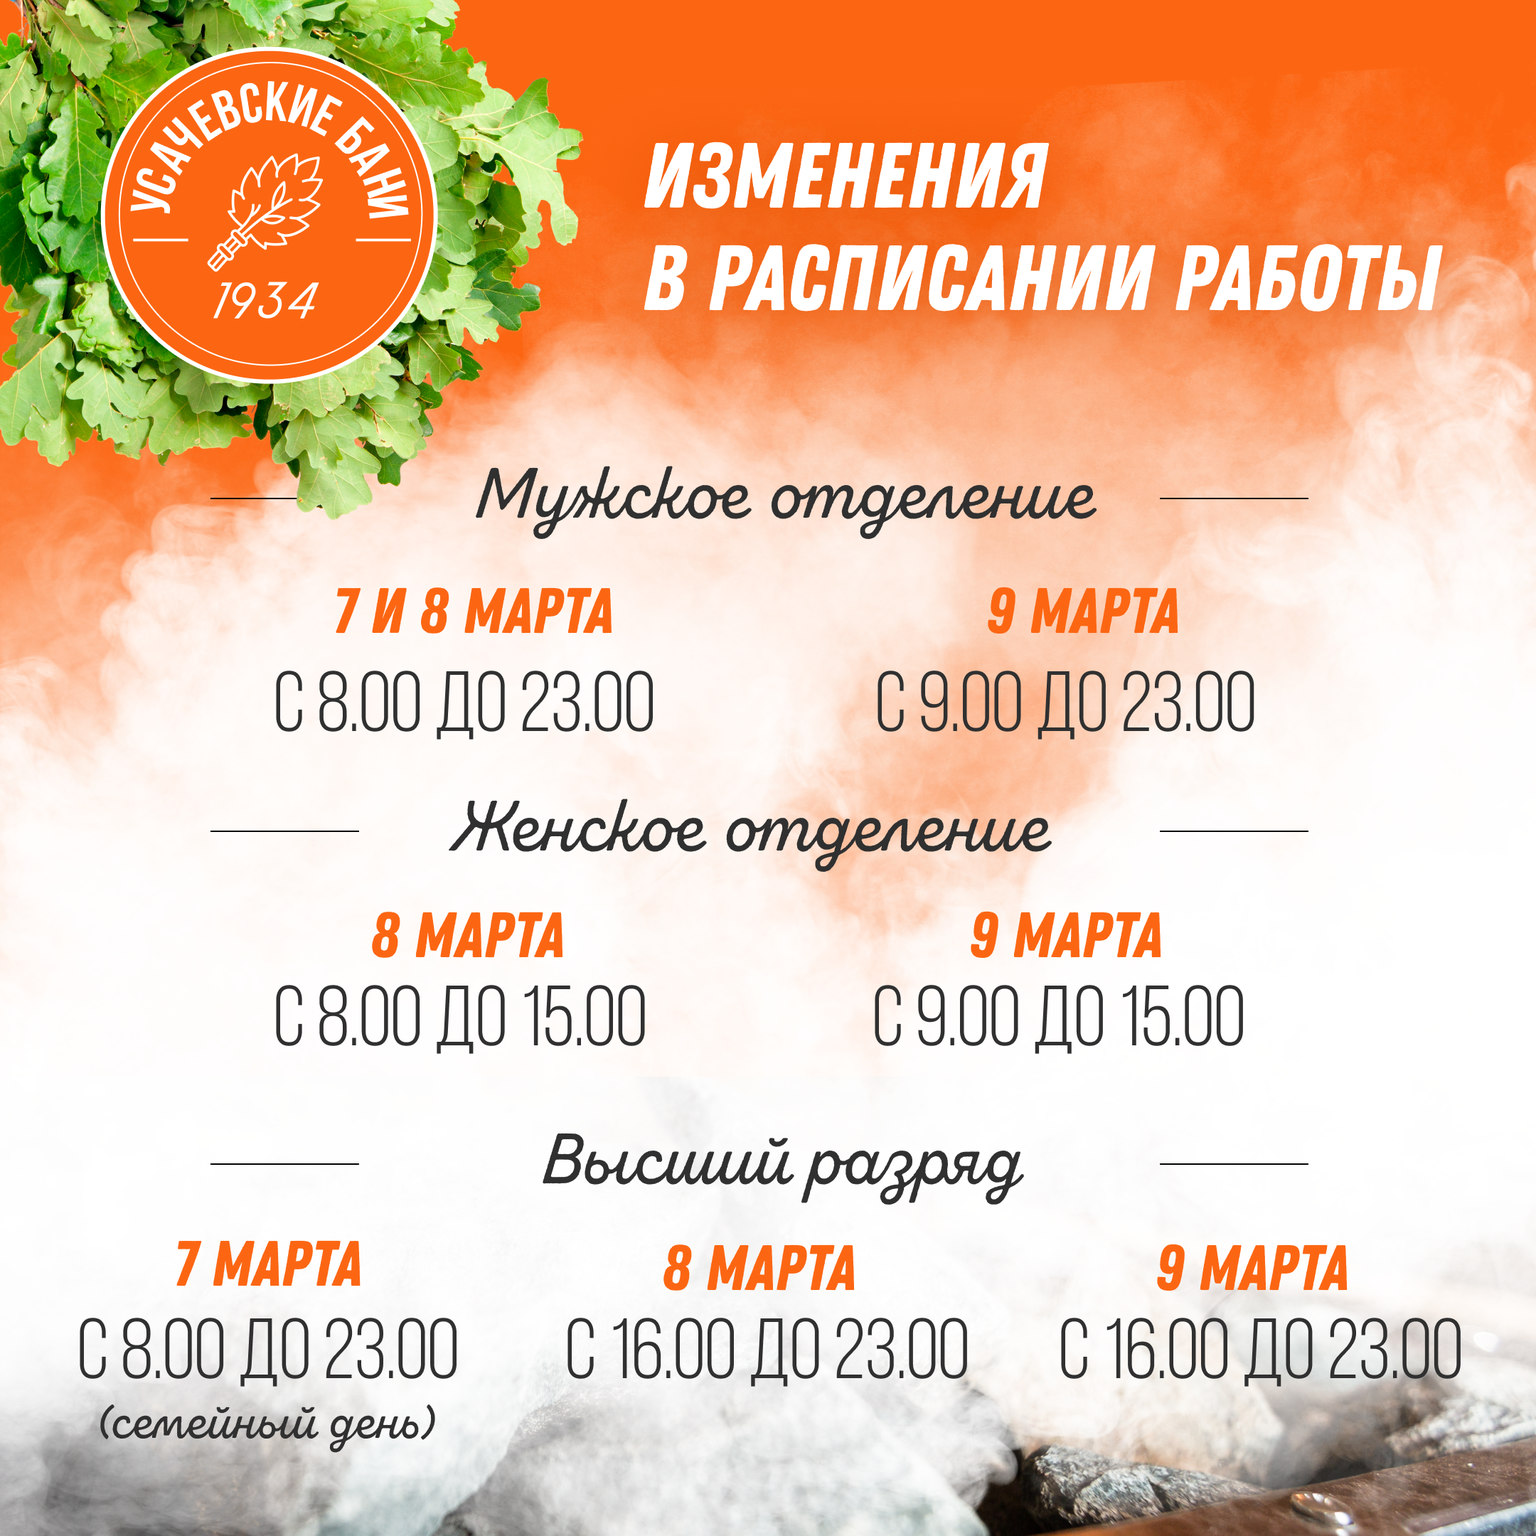 УСАЧЕВСКИЕ БАНИ
1934
ИЗМЕНЕНИЯ
В РАСПИСАНИИ РАБОТЫ
Мужское отделение
7 И 8 МАРТА
С 8.00 ДО 23.00
9 МАРТА
С 9.00 ДО 23.00
Женское отделение
8 МАРТА
С 8.00 ДО 15.00
9 МАРТА
С 9.00 ДО 15.00
Высший разряд
7 МАРТА
С 8.00 ДО 23.00
(семейный день)
8 МАРТА
С 16.00 ДО 23.00
9 МАРТА
С 16.00 ДО 23.00